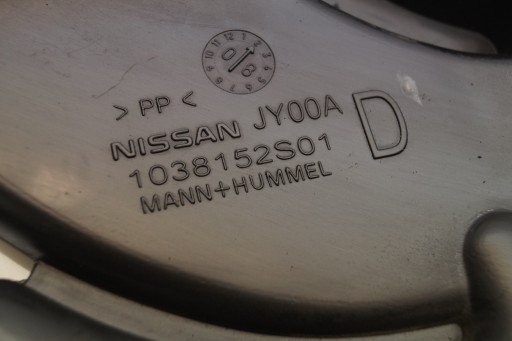 > PP <
NISSAN JY00A D
1038152S01
MANN+HUMMEL